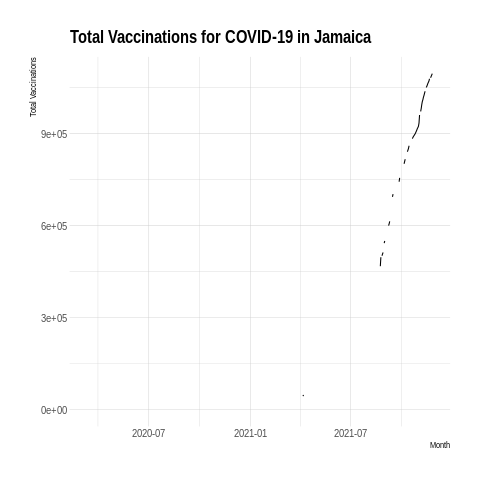 Total Vaccinations for COVID-19 in Jamaica
Total Vaccinations
9e+05
6e+05
3e+05
0e+00
2020-07 2021-01 2021-07
Month